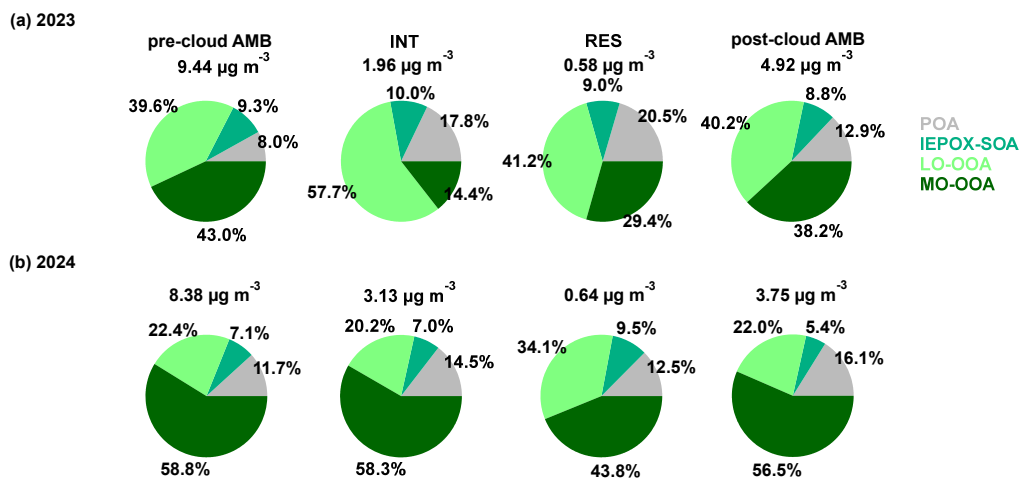 (a) 2023
pre-cloud AMB INT RES post-cloud AMB
9.44 µg m⁻³ 1.96 µg m⁻³ 0.58 µg m⁻³ 4.92 µg m⁻³
39.6% 9.3% 8.0% 43.0%
10.0% 17.8% 57.7% 14.4%
9.0% 20.5% 41.2% 29.4%
8.8% 40.2% 12.9% 38.2%
POA
IEPOX-SOA
LO-OOA
MO-OOA
(b) 2024
8.38 µg m⁻³ 3.13 µg m⁻³ 0.64 µg m⁻³ 3.75 µg m⁻³
22.4% 7.1% 11.7% 58.8%
20.2% 7.0% 14.5% 58.3%
34.1% 9.5% 12.5% 43.8%
22.0% 5.4% 16.1% 56.5%